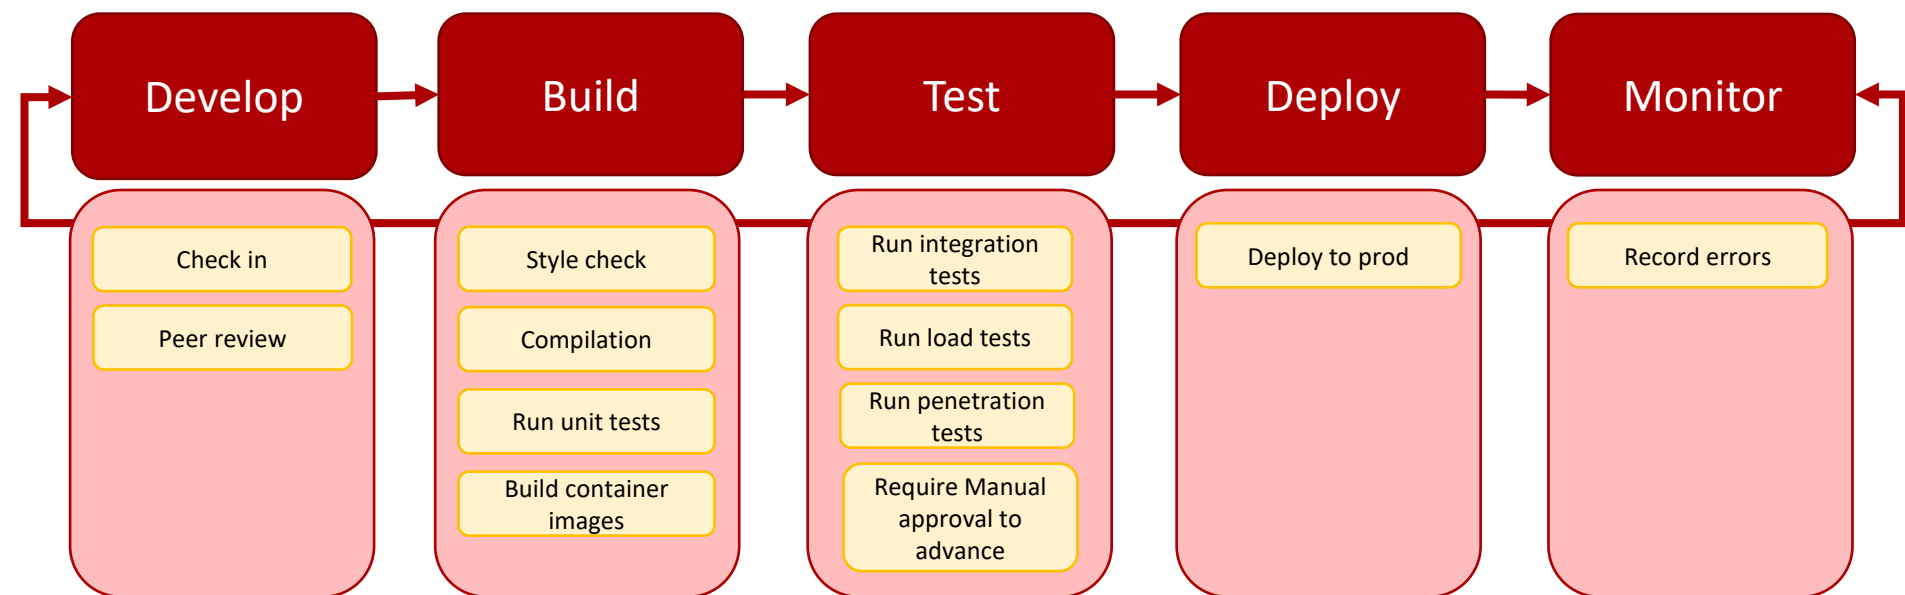 Develop
Build
Test
Deploy
Monitor
Check in
Peer review
Style check
Compilation
Run unit tests
Build container
images
Run integration
tests
Run load tests
Run penetration
tests
Require Manual
approval to
advance
Deploy to prod
Record errors